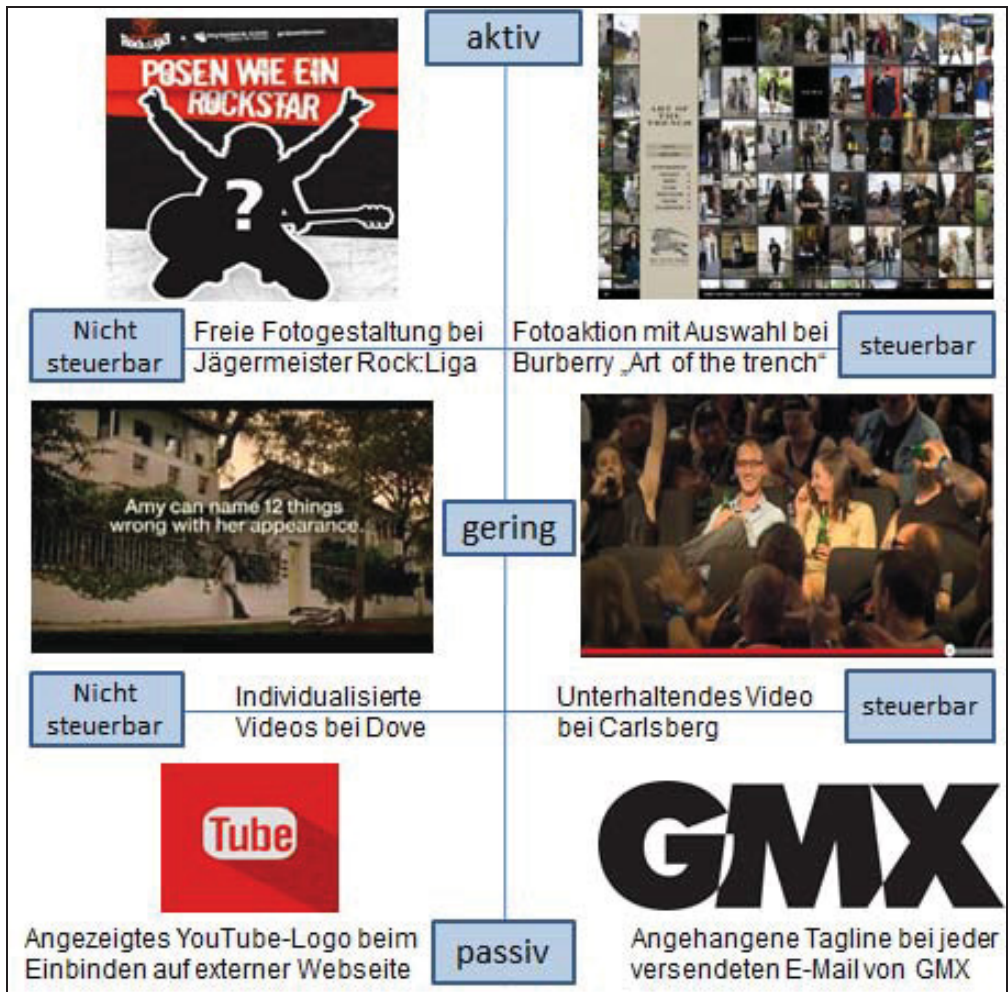 aktiv
POSEN WIE EIN
ROCKSTAR
?
ART OF
THE
TRENCH
Nicht
steuerbar
Freie Fotogestaltung bei
Jägermeister Rock:Liga
Fotoaktion mit Auswahl bei
Burberry „Art of the trench“
steuerbar
Amy can name 12 things
wrong with her appearance...
gering
Nicht
steuerbar
Individualisierte
Videos bei Dove
Unterhaltendes Video
bei Carlsberg
steuerbar
Tube
GMX
Angezeigtes YouTube-Logo beim
Einbinden auf externer Webseite
passiv
Angehangene Tagline bei jeder
versendeten E-Mail von GMX